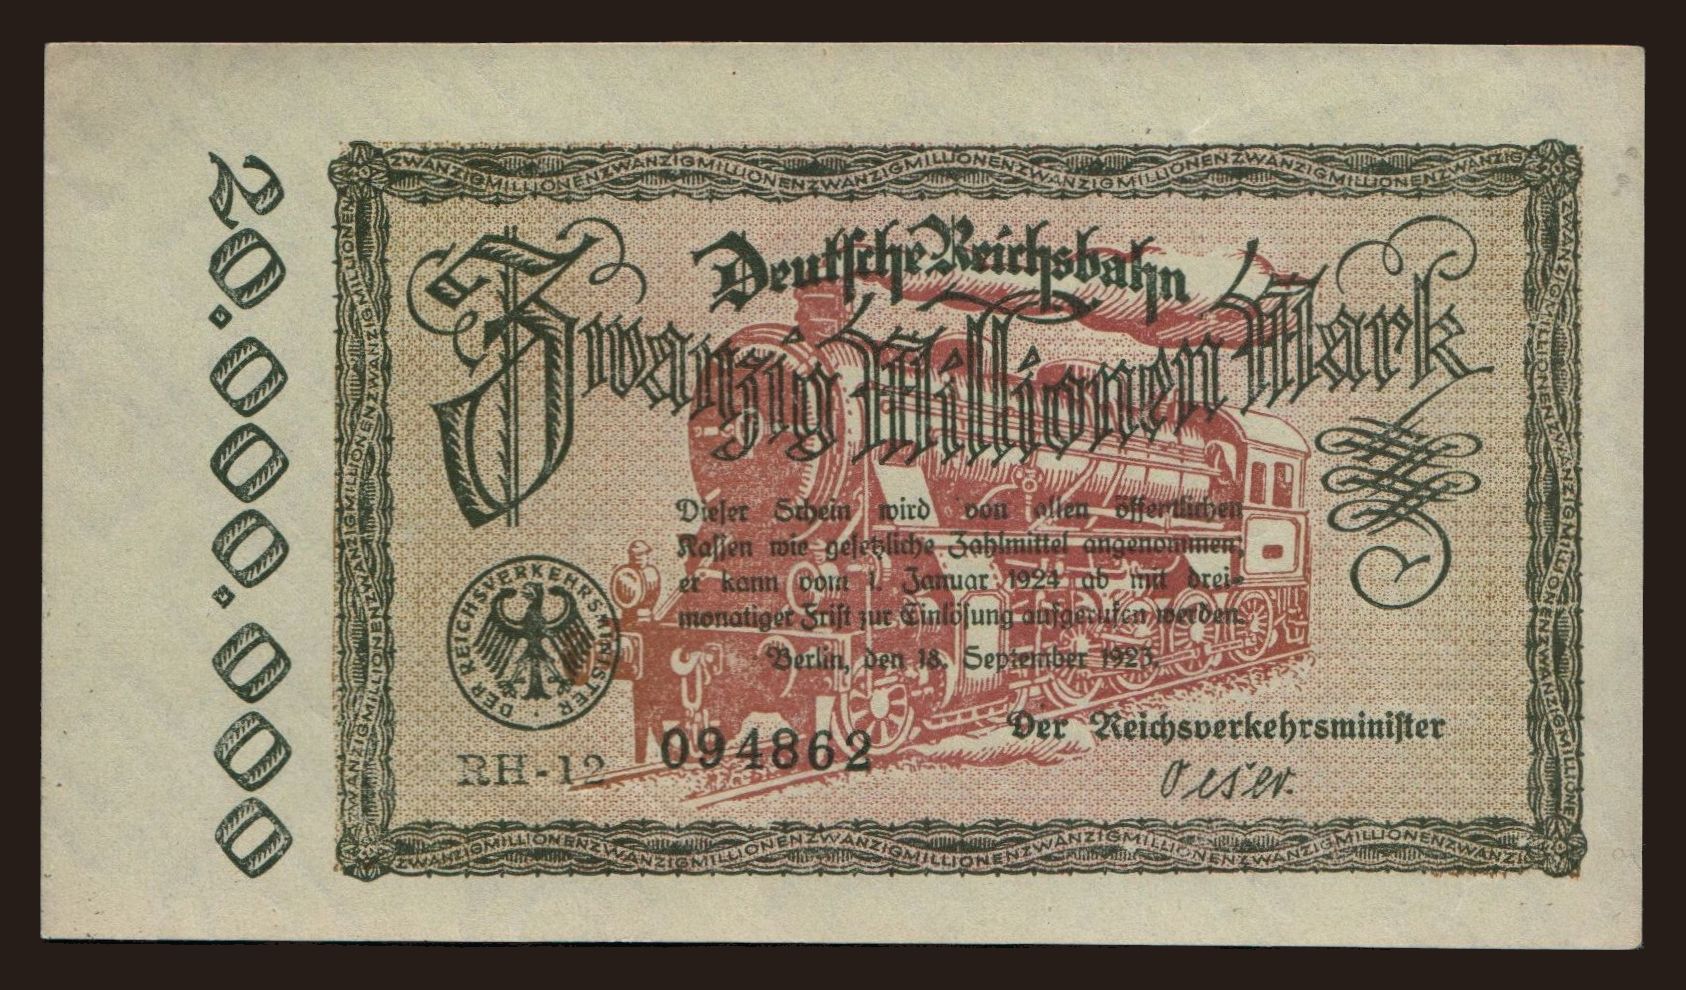 20.000.000
ZWANZIGMILLIONENZWANZIGMILLIONENZWANZIGMILLIONENZWANZIGMILLIONENZWANZIGMILLIONENZWANZIG
Deutsche Reichsbahn
Zwanzig Millionen Mark
Dieser Schein wird von allen öffentlichen
Kassen wie gesetzliche Zahlmittel angenommen,
er kann vom 1. Januar 1924 ab mit drei-
monatiger Frist zur Einlösung aufgerufen werden.
Berlin, den 18. September 1923.
DER REICHSVERKEHRSMINISTER
Der Reichsverkehrsminister
RH-12 094862
Oeser.